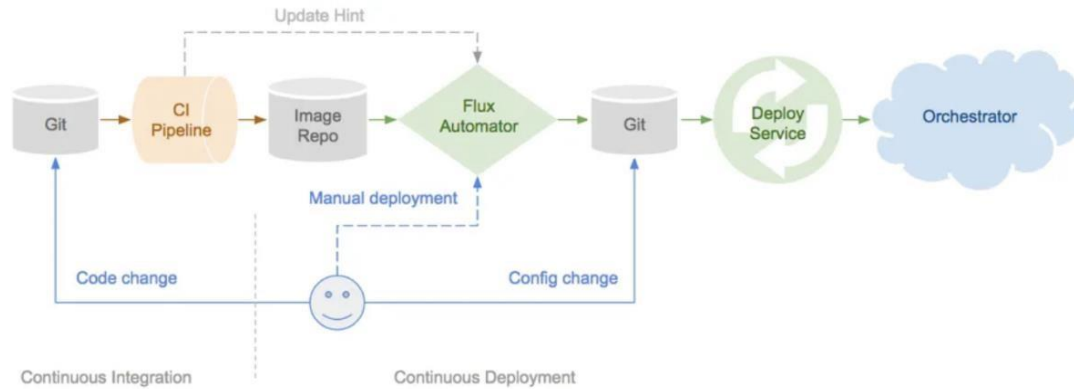 Update Hint
Git
CI
Pipeline
Image
Repo
Flux
Automator
Git
Deploy
Service
Orchestrator
Manual deployment
Code change
Config change
Continuous Integration
Continuous Deployment